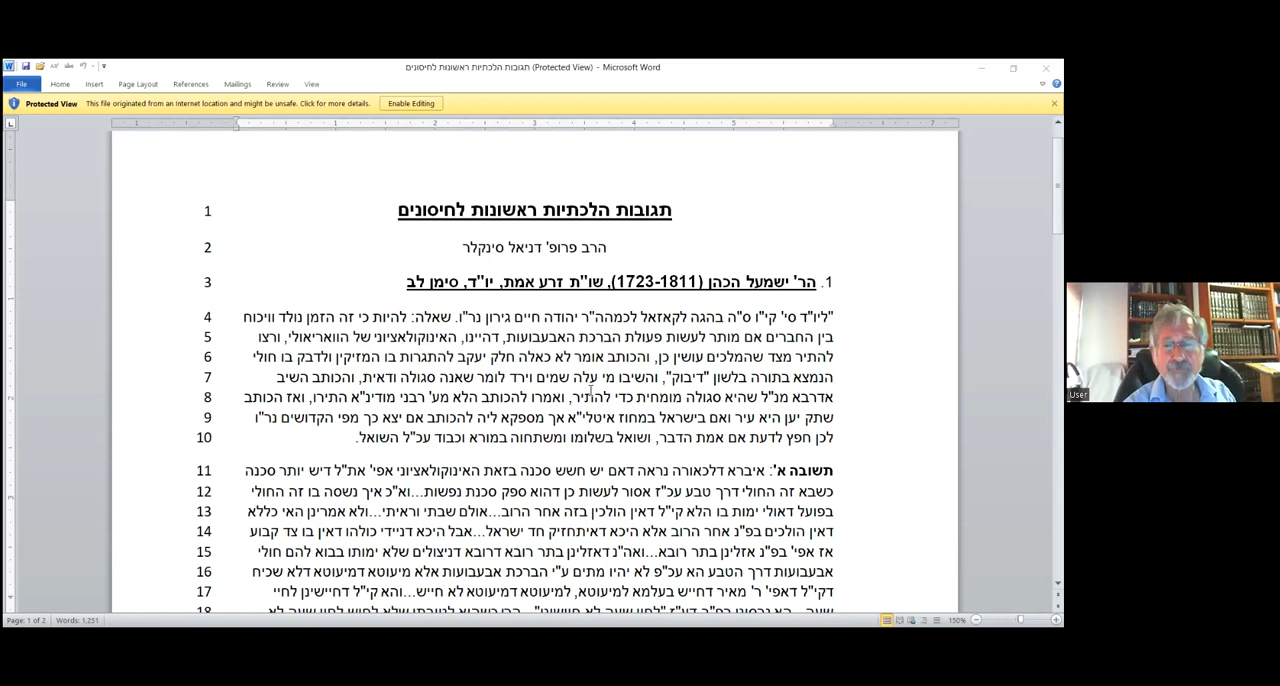 תגובות הלכתיות ראשונות לחיסונים (Protected View) - Microsoft Word
File Home Insert Page Layout References Mailings Review View
Protected View This file originated from an Internet location and might be unsafe. Click for more details. Enable Editing
1 תגובות הלכתיות ראשונות לחיסונים
2 הרב פרופ' דניאל סינקלר
3 1. הר' ישמעל הכהן (1723-1811), שו"ת זרע אמת, יו"ד, סימן לב
4 "ליו"ד סי' קי"ו ס"ה בהגה לקאזאל לכמהה"ר יהודה חיים גירון נר"ו. שאלה: להיות כי זה הזמן נולד וויכוח
5 בין החברים אם מותר לעשות פעולת הברכת האבעבועות, דהיינו, האינוקולאציוני של הוואריאולי, ורצו
6 להתיר מצד שהמלכים עושין כן, והכותב אומר לא כאלה חלק יעקב להתגרות בו המזיקין ולדבק בו חולי
7 הנמצא בתורה בלשון "דיבוק", והשיבו מי עלה שמים וירד לומר שאנה סגולה ודאית, והכותב השיב
8 אדרבא מנ"ל שהיא סגולה מומחית כדי להתיר, ואמרו להכותב הלא מע' רבני מודינ"א התירו, ואז הכותב
9 שתק יען היא עיר ואם בישראל במחוז איטלי"א אך מספקא ליה להכותב אם יצא כך מפי הקדושים נר"ו
10 לכן חפץ לדעת אם אמת הדבר, ושואל בשלומו ומשתחוה במורא וכבוד עכ"ל השואל.
11 תשובה א': איברא דלכאורה נראה דאם יש חשש סכנה בזאת האינוקולאציוני אפי' את"ל דיש יותר סכנה
12 כשבא זה החולי דרך טבע עכ"ז אסור לעשות כן דהוא ספק סכנת נפשות...וא"כ איך נשסה בו זה החולי
13 בפועל דאולי ימות בו הלא קי"ל דאין הולכין בזה אחר הרוב...אולם שבתי וראיתי...ולא אמרינן האי כללא
14 דאין הולכים בפ"נ אחר הרוב אלא היכא דאיתחזיק חד ישראל...אבל היכא דניידי כולהו דאין בו צד קבוע
15 אז אפי' בפ"נ אזלינן בתר רובא...ואה"נ דאזלינן בתר רובא דרובא דניצולים שלא ימותו בבוא להם חולי
16 אבעבועות דרך הטבע הא עכ"פ לא יהיו מתים ע"י הברכת אבעבועות אלא מיעוטא דמיעוטא דלא שכיח
17 דקי"ל דאפי' ר' מאיר דחייש בעלמא למיעוטא, למיעוטא דמיעוטא לא חייש...והא קי"ל דחיישינן לחיי
Page: 1 of 2 Words: 1,251 150%
User